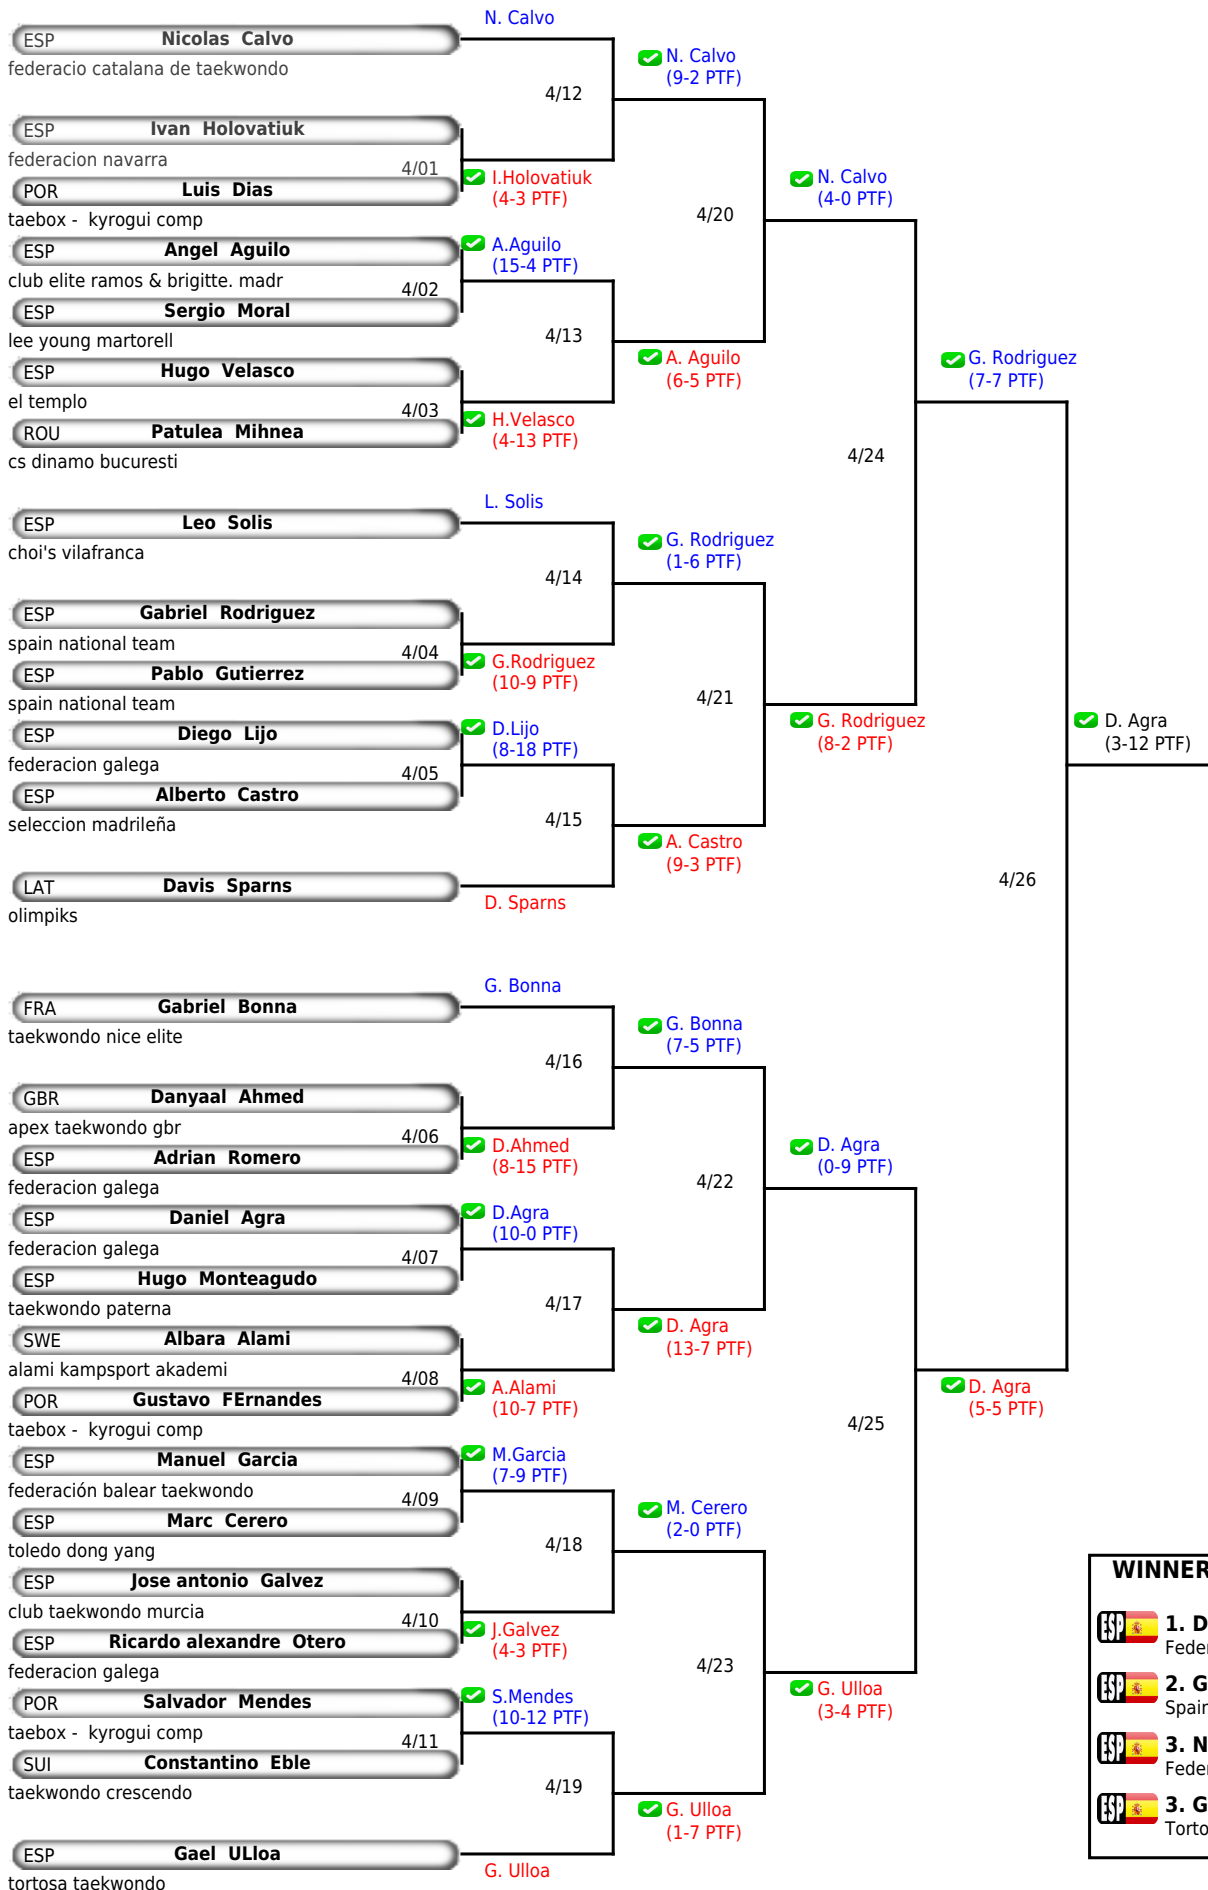 N. Calvo
ESP Nicolas Calvo
federacio catalana de taekwondo
N. Calvo
(9-2 PTF)
4/12
ESP Ivan Holovatiuk
federacion navarra
4/01
I.Holovatiuk
(4-3 PTF)
POR Luis Dias
taebox - kyrogui comp
N. Calvo
(4-0 PTF)
4/20
ESP Angel Aguilo
A.Aguilo
(15-4 PTF)
club elite ramos & brigitte. madr
4/02
ESP Sergio Moral
lee young martorell
4/13
A. Aguilo
(6-5 PTF)
ESP Hugo Velasco
el templo
4/03
H.Velasco
(4-13 PTF)
ROU Patulea Mihnea
cs dinamo bucuresti
G. Rodriguez
(7-7 PTF)
4/24
L. Solis
ESP Leo Solis
choi's vilafranca
G. Rodriguez
(1-6 PTF)
4/14
ESP Gabriel Rodriguez
spain national team
4/04
G.Rodriguez
(10-9 PTF)
ESP Pablo Gutierrez
spain national team
4/21
G. Rodriguez
(8-2 PTF)
ESP Diego Lijo
D.Lijo
(8-18 PTF)
federacion galega
4/05
ESP Alberto Castro
seleccion madrileña
4/15
A. Castro
(9-3 PTF)
LAT Davis Sparns
D. Sparns
olimpiks
D. Agra
(3-12 PTF)
4/26
G. Bonna
FRA Gabriel Bonna
taekwondo nice elite
G. Bonna
(7-5 PTF)
4/16
GBR Danyaal Ahmed
apex taekwondo gbr
4/06
D.Ahmed
(8-15 PTF)
ESP Adrian Romero
federacion galega
D. Agra
(0-9 PTF)
4/22
ESP Daniel Agra
D.Agra
(10-0 PTF)
federacion galega
4/07
ESP Hugo Monteagudo
taekwondo paterna
4/17
D. Agra
(13-7 PTF)
SWE Albara Alami
alami kampsport akademi
4/08
A.Alami
(10-7 PTF)
POR Gustavo FErnandes
taebox - kyrogui comp
D. Agra
(5-5 PTF)
4/25
ESP Manuel Garcia
M.Garcia
(7-9 PTF)
federación balear taekwondo
4/09
ESP Marc Cerero
toledo dong yang
M. Cerero
(2-0 PTF)
4/18
ESP Jose antonio Galvez
club taekwondo murcia
4/10
J.Galvez
(4-3 PTF)
ESP Ricardo alexandre Otero
federacion galega
4/23
G. Ulloa
(3-4 PTF)
POR Salvador Mendes
S.Mendes
(10-12 PTF)
taebox - kyrogui comp
4/11
SUI Constantino Eble
taekwondo crescendo
4/19
G. Ulloa
(1-7 PTF)
ESP Gael ULloa
G. Ulloa
tortosa taekwondo
WINNER
ESP 1. D
Feder
ESP 2. G
Spain
ESP 3. N
Feder
ESP 3. G
Torto